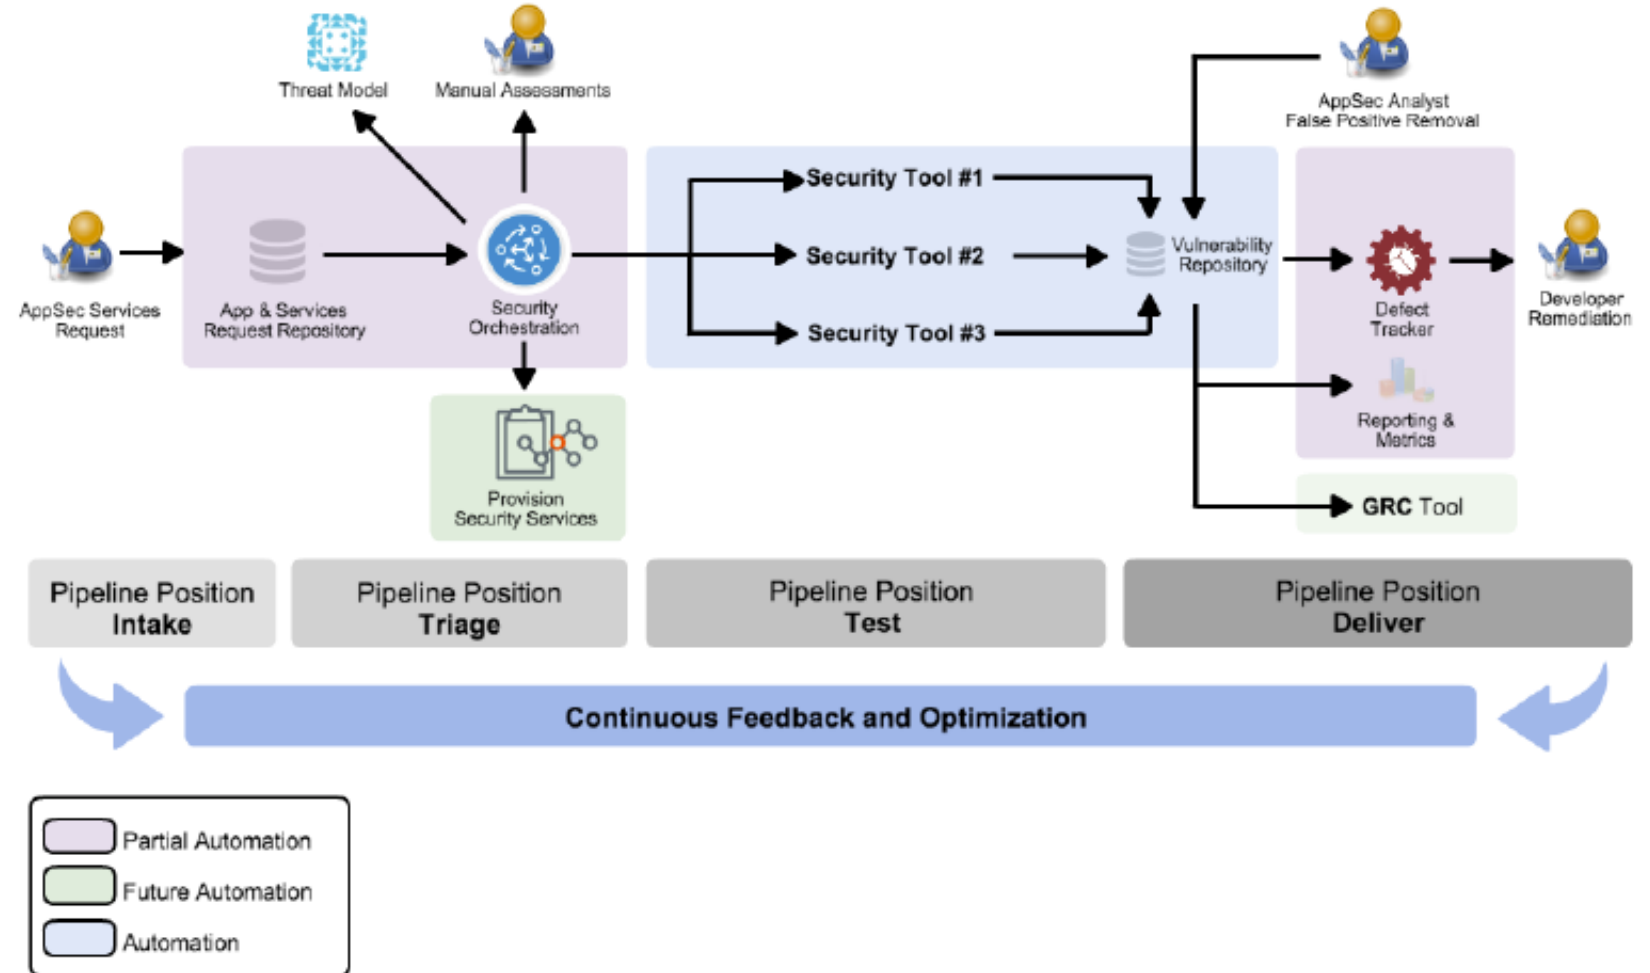 Threat Model
Manual Assessments
AppSec Analyst
False Positive Removal
AppSec Services
Request
App & Services
Request Repository
Security
Orchestration
Security Tool #1
Security Tool #2
Security Tool #3
Vulnerability
Repository
Defect
Tracker
Developer
Remediation
Reporting &
Metrics
Provision
Security Services
GRC Tool
Pipeline Position
Intake
Pipeline Position
Triage
Pipeline Position
Test
Pipeline Position
Deliver
Continuous Feedback and Optimization
Partial Automation
Future Automation
Automation